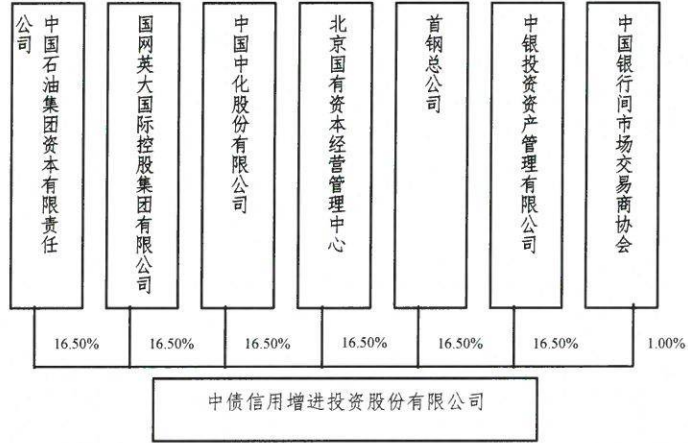 中国石油集团资本有限责任
公司
国网英大国际控股集团有限公司
中国中化股份有限公司
北京国有资本经营管理中心
首钢总公司
中银投资资产管理有限公司
中国银行间市场交易商协会
16.50%
16.50%
16.50%
16.50%
16.50%
16.50%
1.00%
中债信用增进投资股份有限公司